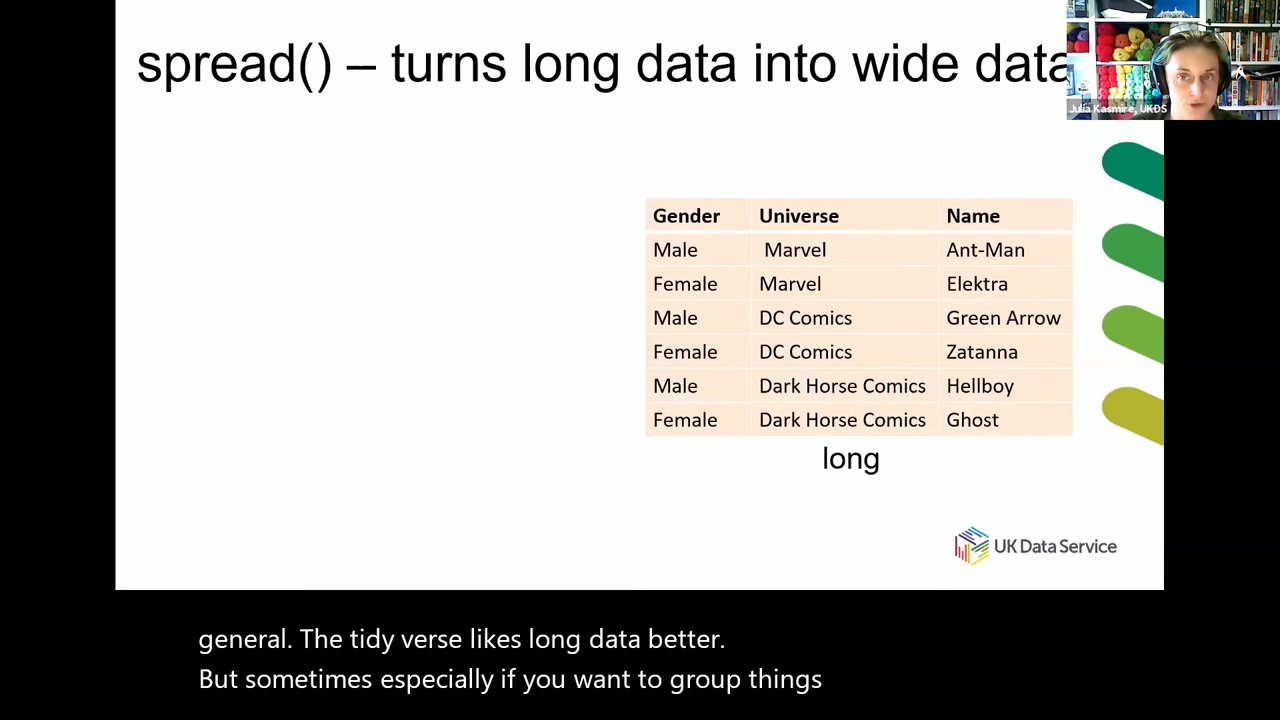 spread() – turns long data into wide data
Julia Kasmire, UKDS
Gender Universe Name
Male Marvel Ant-Man
Female Marvel Elektra
Male DC Comics Green Arrow
Female DC Comics Zatanna
Male Dark Horse Comics Hellboy
Female Dark Horse Comics Ghost
long
UK Data Service
general. The tidy verse likes long data better.
But sometimes especially if you want to group things